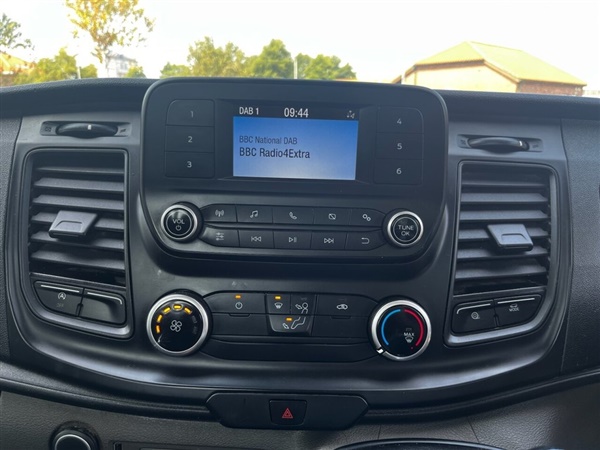 DAB 1 09:44
BBC National DAB
BBC Radio4Extra
1
2
3
4
5
6
VOL
TUNE
OK
MAX